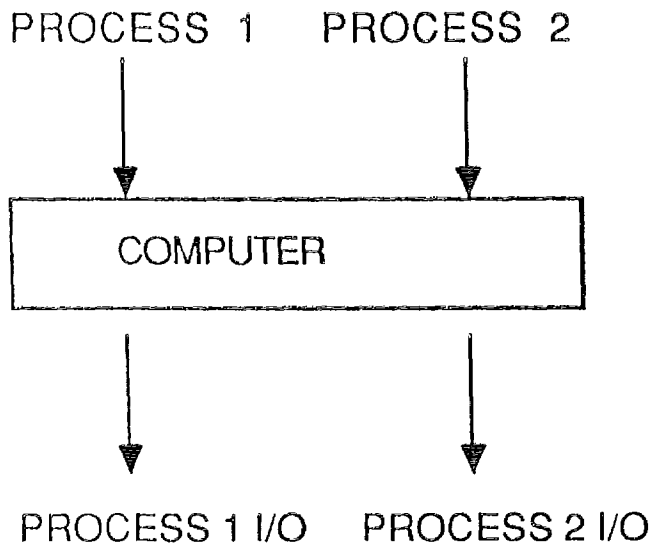 PROCESS 1 PROCESS 2
COMPUTER
PROCESS 1 I/O PROCESS 2 I/O